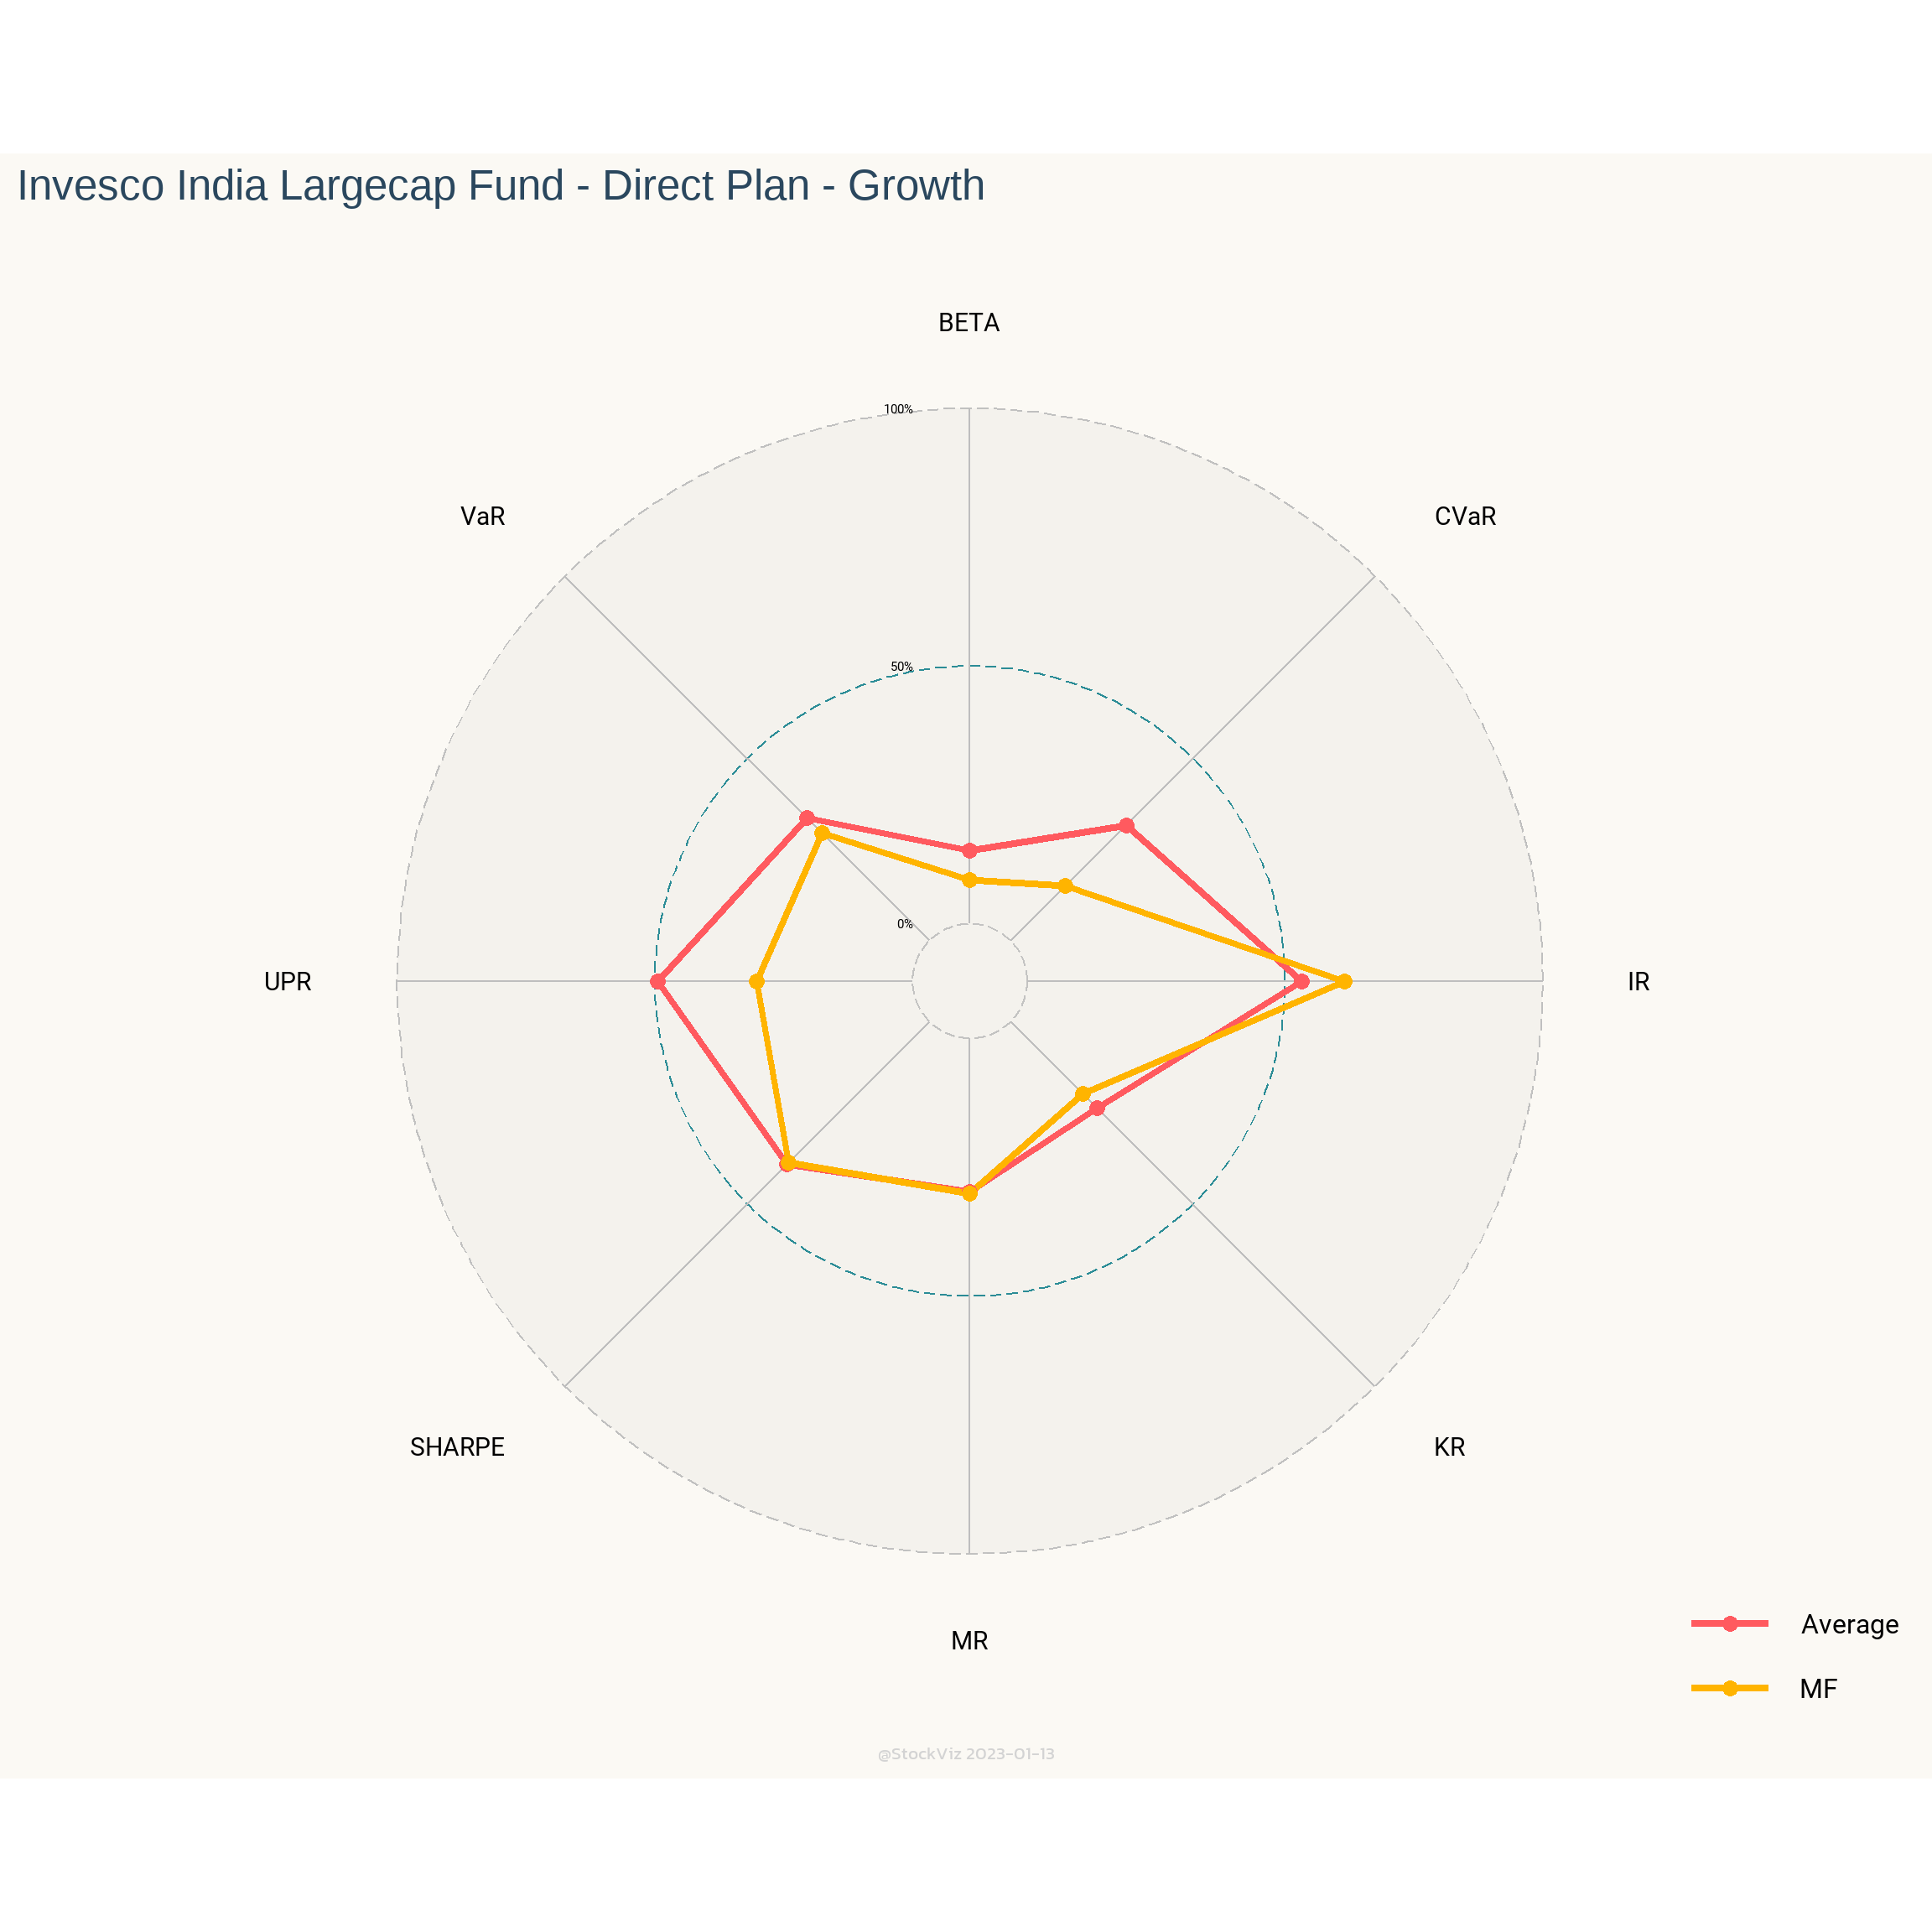 Invesco India Largecap Fund - Direct Plan - Growth
BETA
100%
VaR
CVaR
50%
0%
UPR
IR
SHARPE
KR
MR
Average
MF
@StockViz 2023-01-13